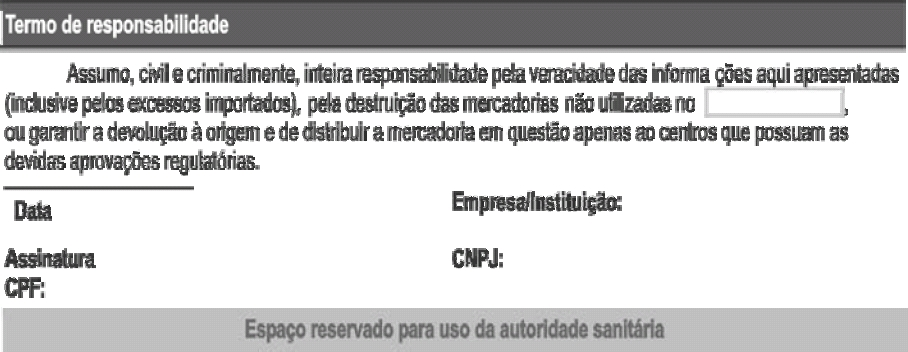 Termo de responsabilidade
Assumo, civil e criminalmente, inteira responsabilidade pela veracidade das informa ções aqui apresentadas
(inclusive pelos excessos importados), pela destruição das mercadorias não utilizadas no ,
ou garantir a devolução à origem e de distribuir a mercadoria em questão apenas ao centros que possuam as
devidas aprovações regulatórias.
Data
Empresa/Instituição:
Assinatura
CNPJ:
CPF:
Espaço reservado para uso da autoridade sanitária